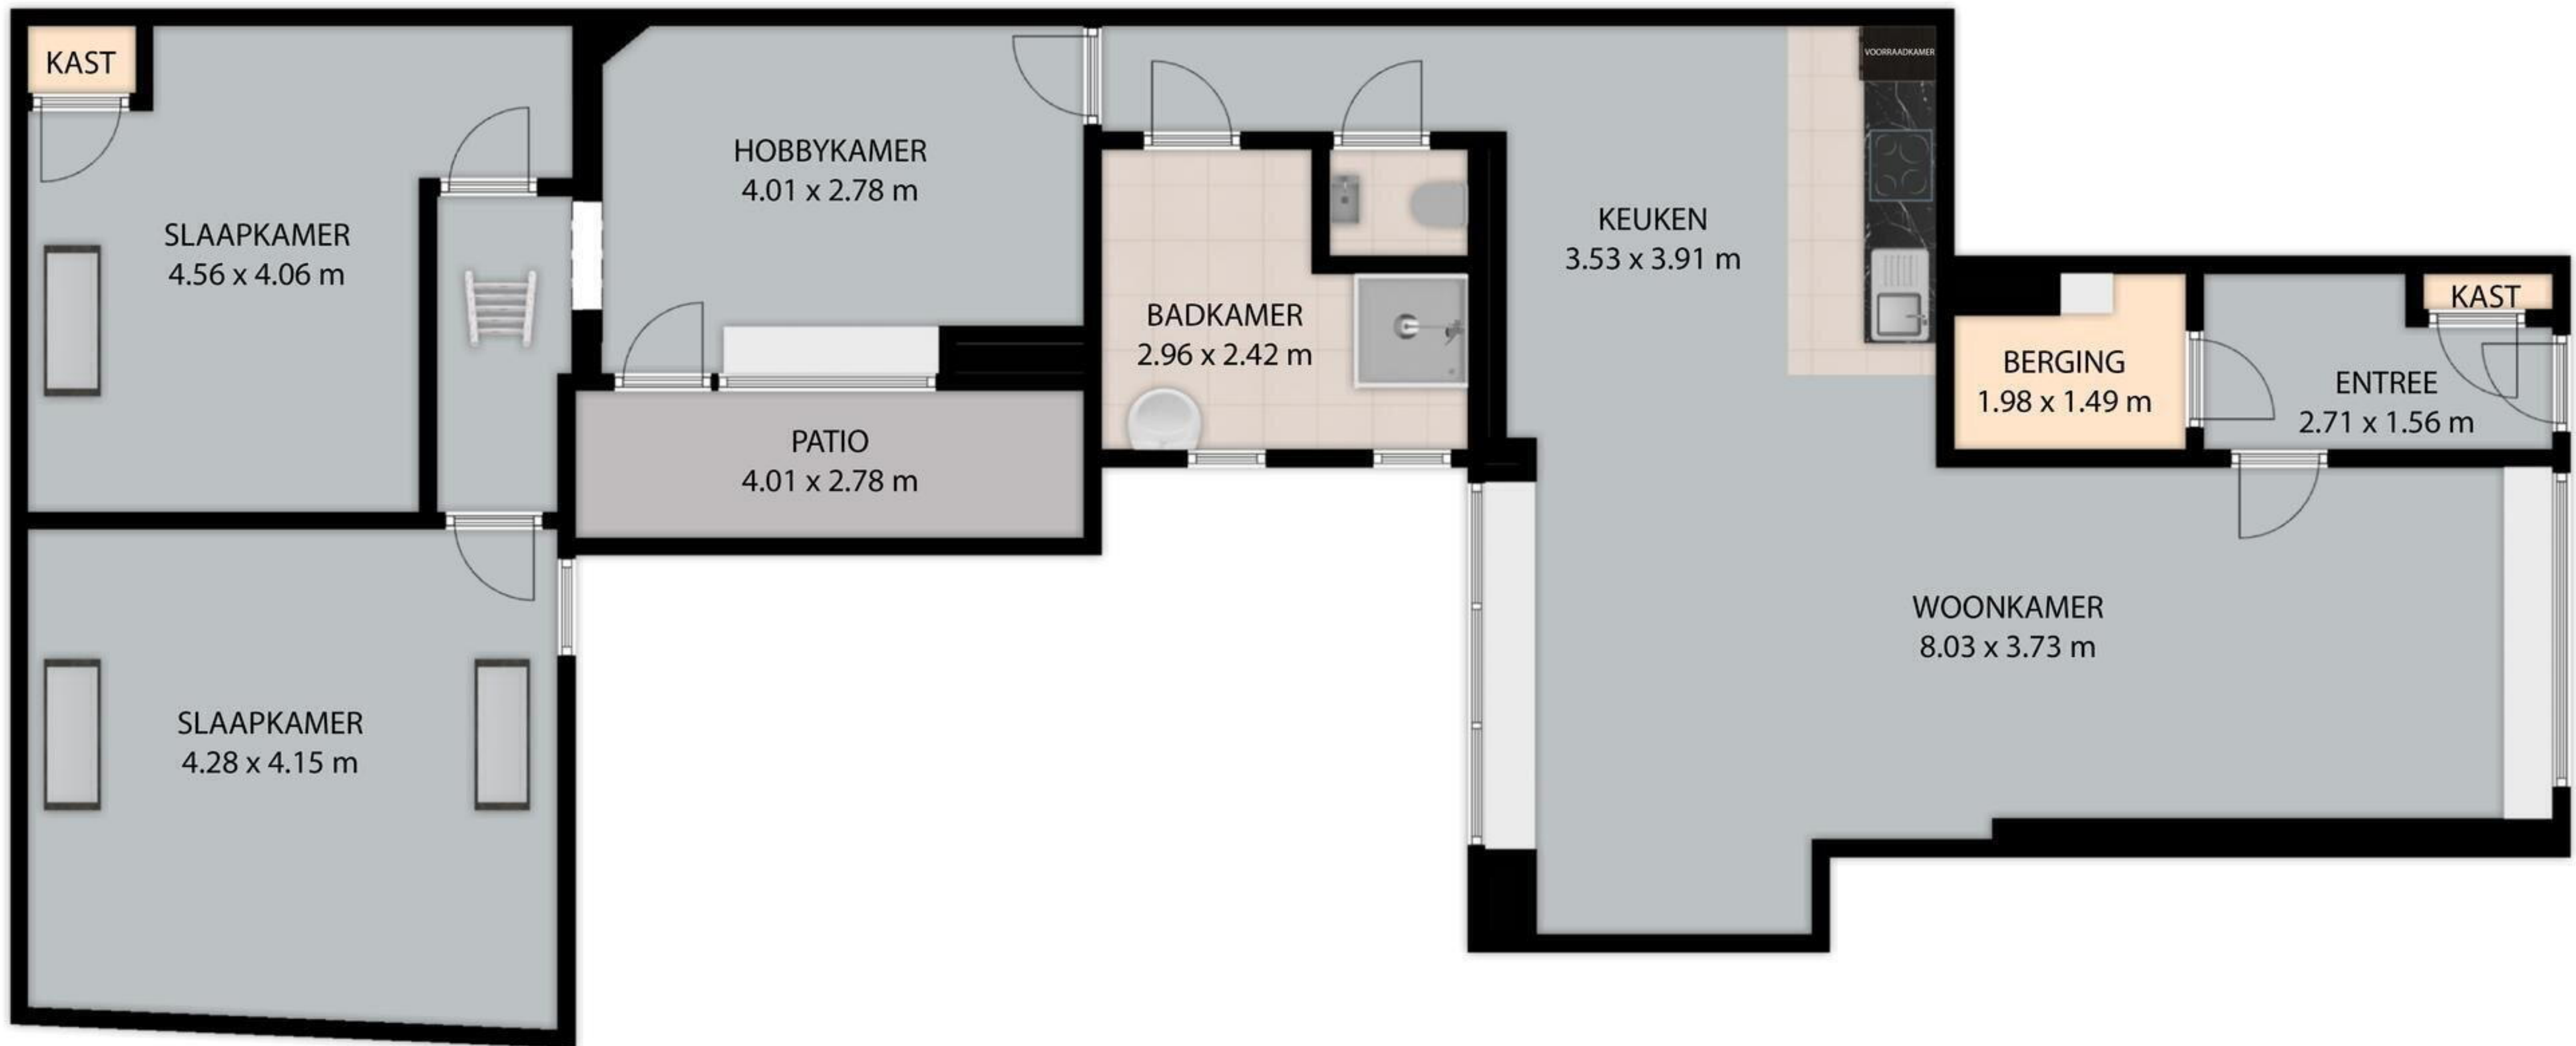 KAST
VOORRAADKAMER
HOBBYKAMER
4.01 x 2.78 m
SLAAPKAMER
4.56 x 4.06 m
KEUKEN
3.53 x 3.91 m
BADKAMER
2.96 x 2.42 m
KAST
BERGING
1.98 x 1.49 m
ENTREE
2.71 x 1.56 m
PATIO
4.01 x 2.78 m
WOONKAMER
8.03 x 3.73 m
SLAAPKAMER
4.28 x 4.15 m